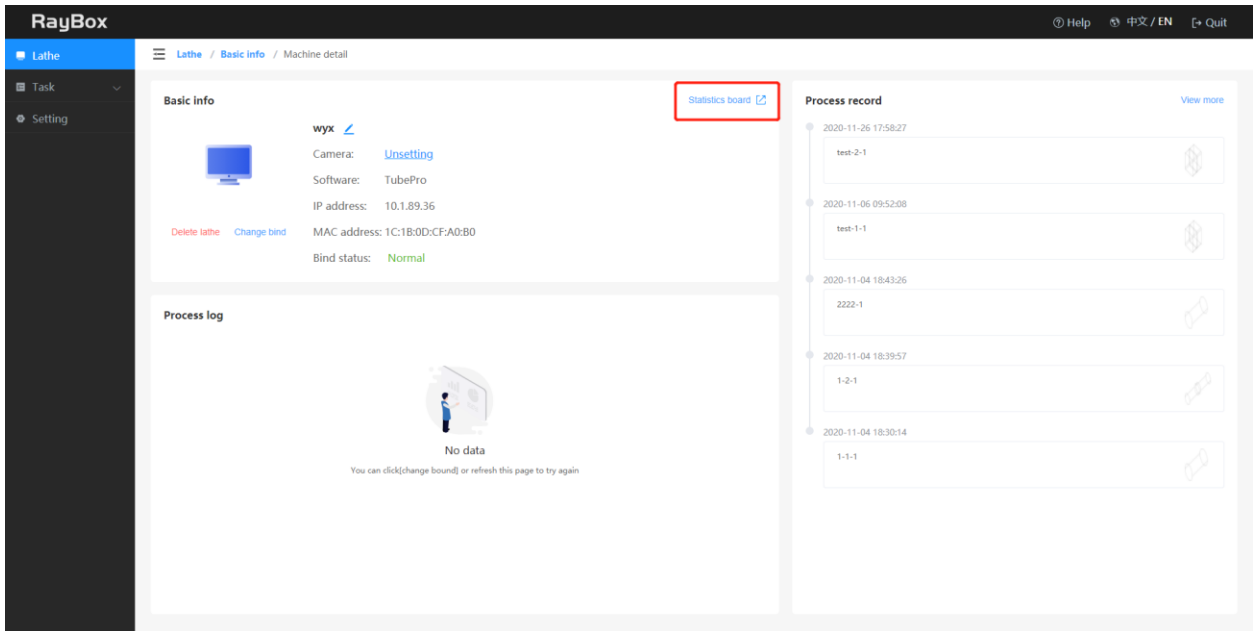 RayBox
Help 中文 / EN Quit
Lathe
Task
Setting
Lathe / Basic info / Machine detail
Basic info
Statistics board
wyx
Camera: Unsetting
Software: TubePro
IP address: 10.1.89.36
Delete lathe Change bind
MAC address: 1C:1B:0D:CF:A0:B0
Bind status: Normal
Process log
No data
You can click[change bound] or refresh this page to try again
Process record
View more
2020-11-26 17:58:27
test-2-1
2020-11-06 09:52:08
test-1-1
2020-11-04 18:43:26
2222-1
2020-11-04 18:39:57
1-2-1
2020-11-04 18:30:14
1-1-1